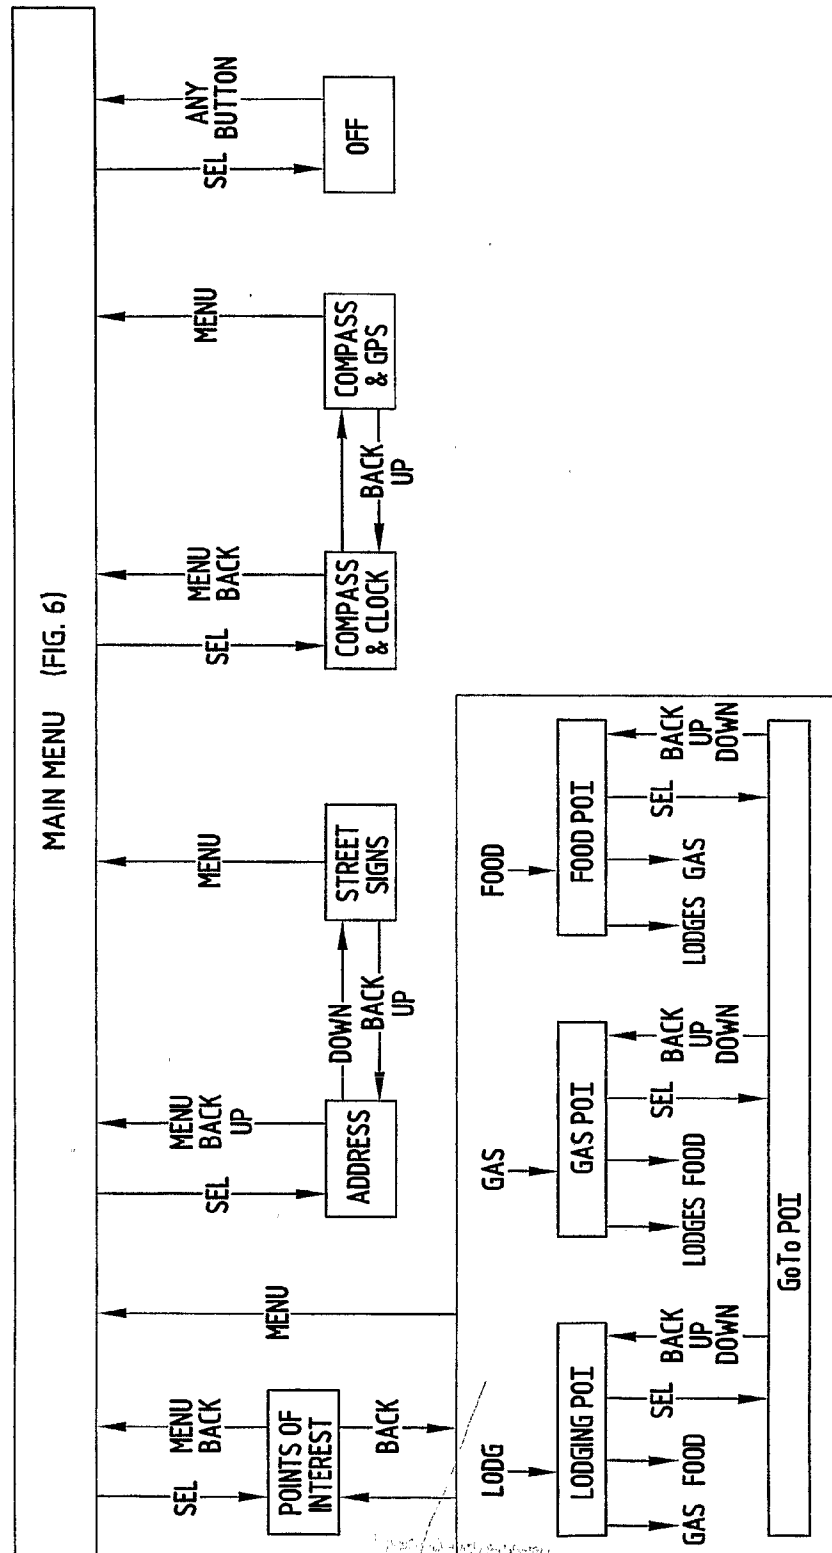 MAIN MENU (FIG. 6)
SEL
MENU
BACK
MENU
SEL
MENU
BACK
UP
MENU
SEL
MENU
BACK
MENU
SEL
ANY
BUTTON
POINTS OF
INTEREST
ADDRESS
DOWN
BACK
UP
STREET
SIGNS
COMPASS
& CLOCK
BACK
UP
COMPASS
& GPS
OFF
BACK
LODG
GAS
FOOD
LODGING POI
GAS POI
FOOD POI
GAS
FOOD
SEL
BACK
UP
DOWN
LODGES
FOOD
SEL
BACK
UP
DOWN
LODGES
GAS
SEL
BACK
UP
DOWN
GoTo POI